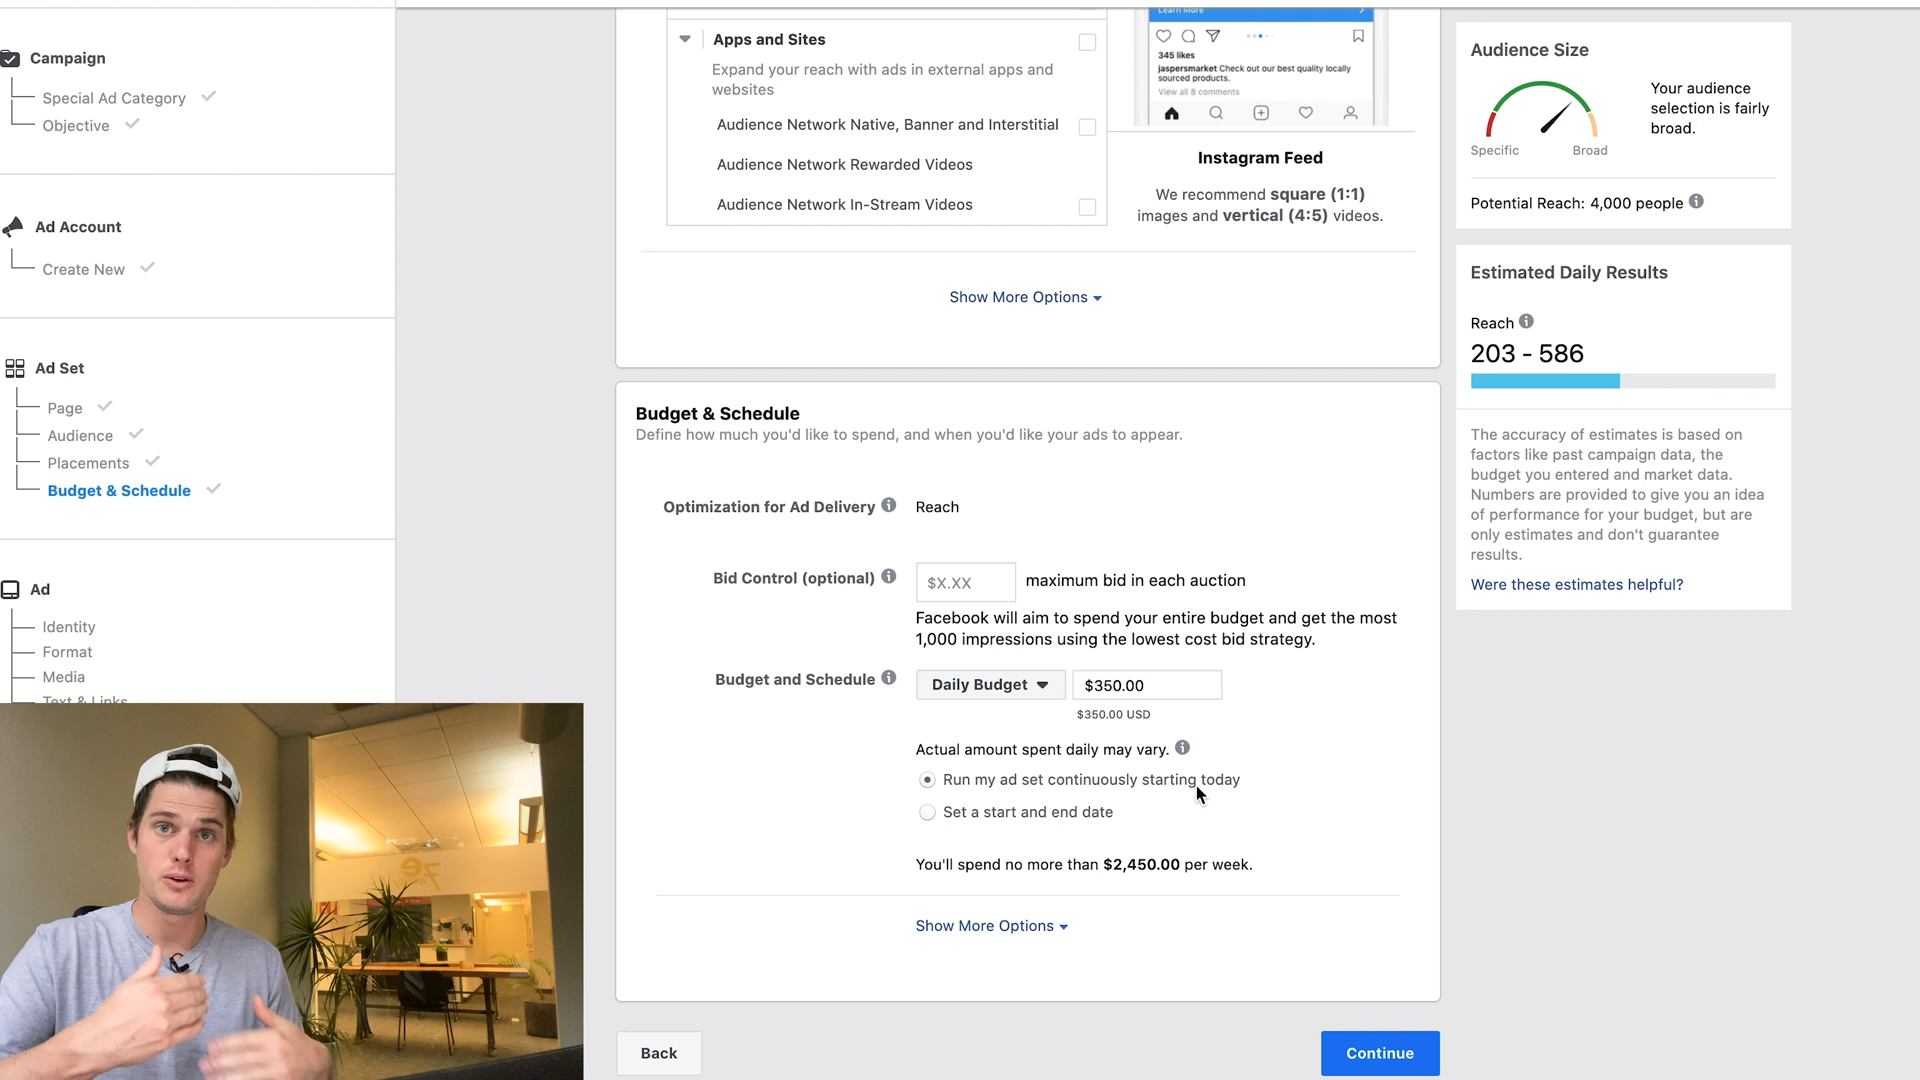 Campaign
Special Ad Category
Objective
Ad Account
Create New
Ad Set
Page
Audience
Placements
Budget & Schedule
Ad
Identity
Format
Media
Text & Links
Apps and Sites
Expand your reach with ads in external apps and
websites
Audience Network Native, Banner and Interstitial
Audience Network Rewarded Videos
Audience Network In-Stream Videos
Learn More
345 likes
jaspersmarket Check out our best quality locally
sourced products.
View all 8 comments
Instagram Feed
We recommend square (1:1)
images and vertical (4:5) videos.
Show More Options
Budget & Schedule
Define how much you'd like to spend, and when you'd like your ads to appear.
Optimization for Ad Delivery
Reach
Bid Control (optional)
$X.XX
maximum bid in each auction
Facebook will aim to spend your entire budget and get the most
1,000 impressions using the lowest cost bid strategy.
Budget and Schedule
Daily Budget
$350.00
$350.00 USD
Actual amount spent daily may vary.
Run my ad set continuously starting today
Set a start and end date
You'll spend no more than $2,450.00 per week.
Show More Options
Back
Continue
Audience Size
Your audience
selection is fairly
broad.
Specific
Broad
Potential Reach: 4,000 people
Estimated Daily Results
Reach
203 - 586
The accuracy of estimates is based on
factors like past campaign data, the
budget you entered and market data.
Numbers are provided to give you an idea
of performance for your budget, but are
only estimates and don't guarantee
results.
Were these estimates helpful?